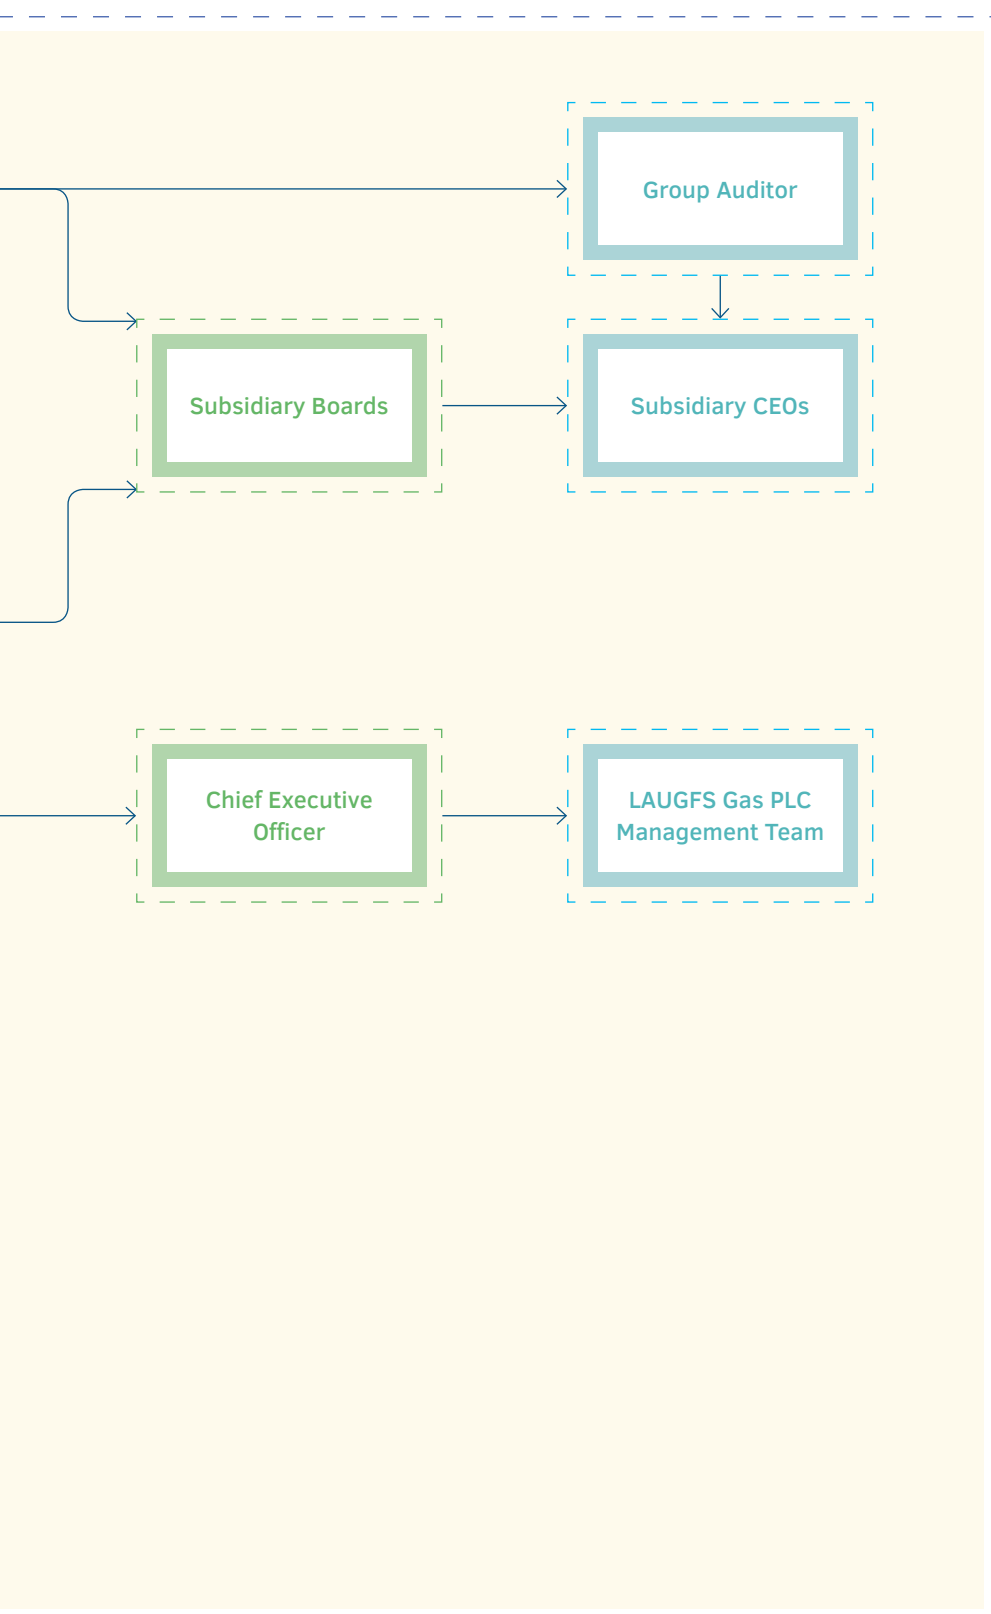 Group Auditor
Subsidiary Boards
Subsidiary CEOs
Chief Executive
Officer
LAUGFS Gas PLC
Management Team